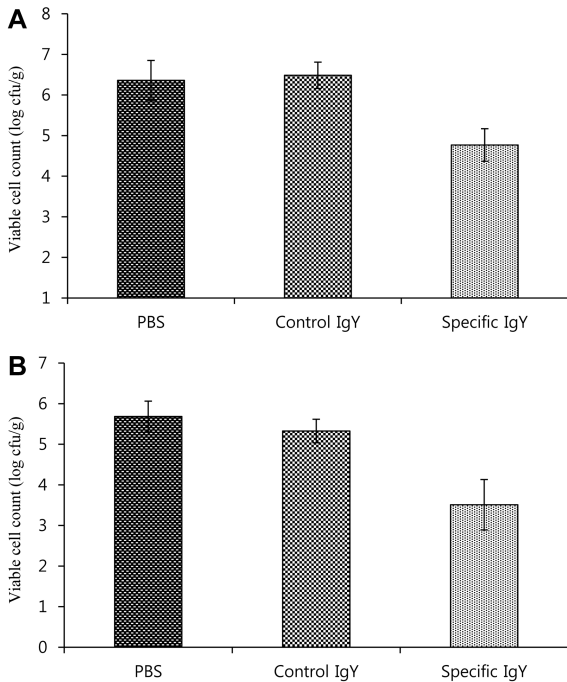 A
Viable cell count (log cfu/g)
8
7
6
5
4
3
2
1
PBS Control IgY Specific IgY
B
Viable cell count (log cfu/g)
7
6
5
4
3
2
1
0
PBS Control IgY Specific IgY